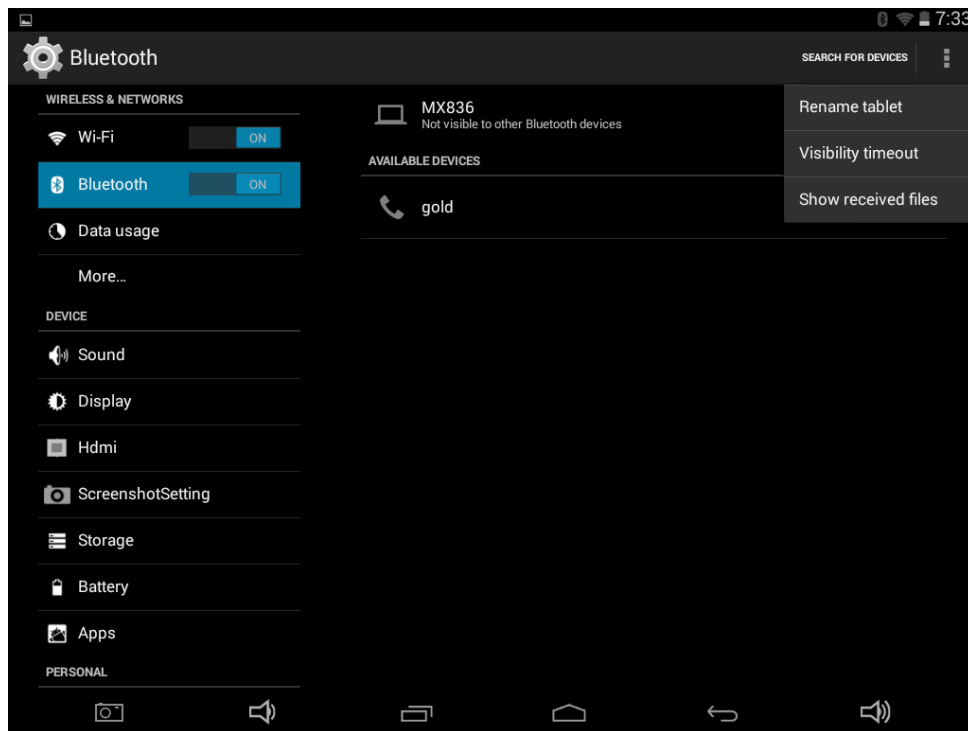 7:33
Bluetooth
SEARCH FOR DEVICES
WIRELESS & NETWORKS
Wi-Fi
ON
Bluetooth
ON
Data usage
More...
DEVICE
Sound
Display
Hdmi
ScreenshotSetting
Storage
Battery
Apps
PERSONAL
MX836
Not visible to other Bluetooth devices
AVAILABLE DEVICES
gold
Rename tablet
Visibility timeout
Show received files